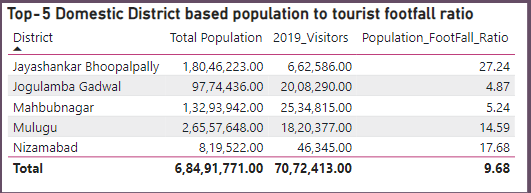 Top-5 Domestic District based population to tourist footfall ratio
District Total Population 2019_Visitors Population_FootFall_Ratio
Jayashankar Bhoopalpally 1,80,46,223.00 6,62,586.00 27.24
Jogulamba Gadwal 97,74,436.00 20,08,290.00 4.87
Mahbubnagar 1,32,93,942.00 25,34,815.00 5.24
Mulugu 2,65,57,648.00 18,20,377.00 14.59
Nizamabad 8,19,522.00 46,345.00 17.68
Total 6,84,91,771.00 70,72,413.00 9.68